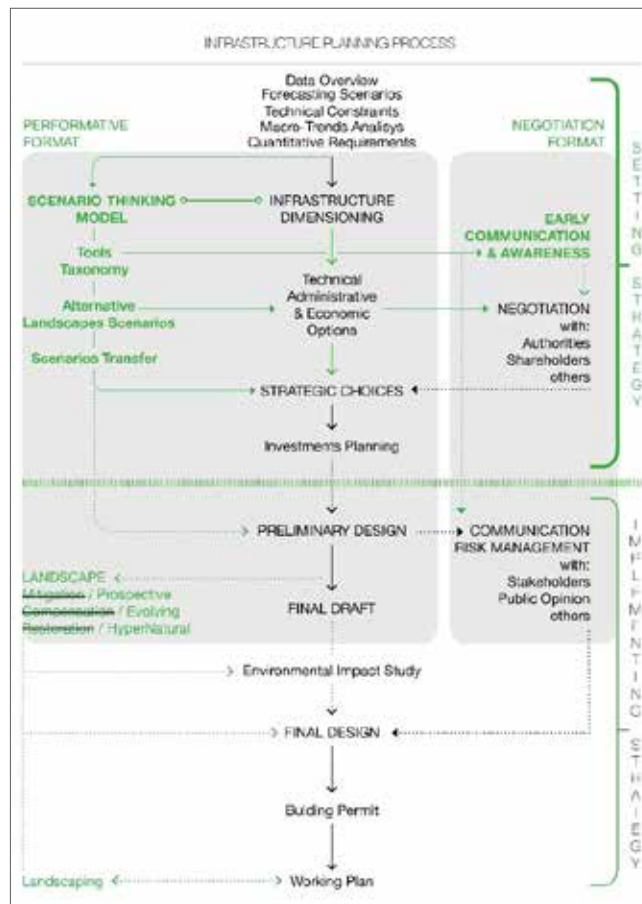 INFRASTRUCTURE PLANNING PROCESS
Data Overview
Forecasting Scenarios
Technical Constraints
Macro-Trends Analisys
Quantitative Requirements
PERFORMATIVE
FORMAT
NEGOTIATION
FORMAT
SCENARIO THINKING
MODEL
INFRASTRUCTURE
DIMENSIONING
EARLY
COMMUNICATION
& AWARENESS
Tools
Taxonomy
Technical
Administrative
& Economic
Options
Alternative
Landscapes Scenarios
NEGOTIATION
with:
Authorities
Shareholders
others
Scenarios Transfer
STRATEGIC CHOICES
Investments Planning
SETTING STRATEGY
PRELIMINARY DESIGN
COMMUNICATION
RISK MANAGEMENT
with:
Stakeholders
Public Opinion
others
LANDSCAPE
Mitigation / Prospective
Compensation / Evolving
Restoration / HyperNatural
FINAL DRAFT
Environmental Impact Study
FINAL DESIGN
Buiding Permit
Landscaping
Working Plan
IMPLEMENTING STRATEGY